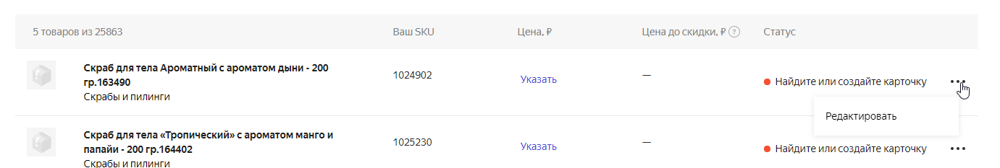 5 товаров из 25863 Ваш SKU Цена, ₽ Цена до скидки, ₽ ? Статус
Скраб для тела Ароматный с ароматом дыни - 200
гр.163490
Скрабы и пилинги
1024902
Указать
—
Найдите или создайте карточку
Редактировать
Скраб для тела «Тропический» с ароматом манго и
папайи - 200 гр.164402
Скрабы и пилинги
1025230
Указать
—
Найдите или создайте карточку